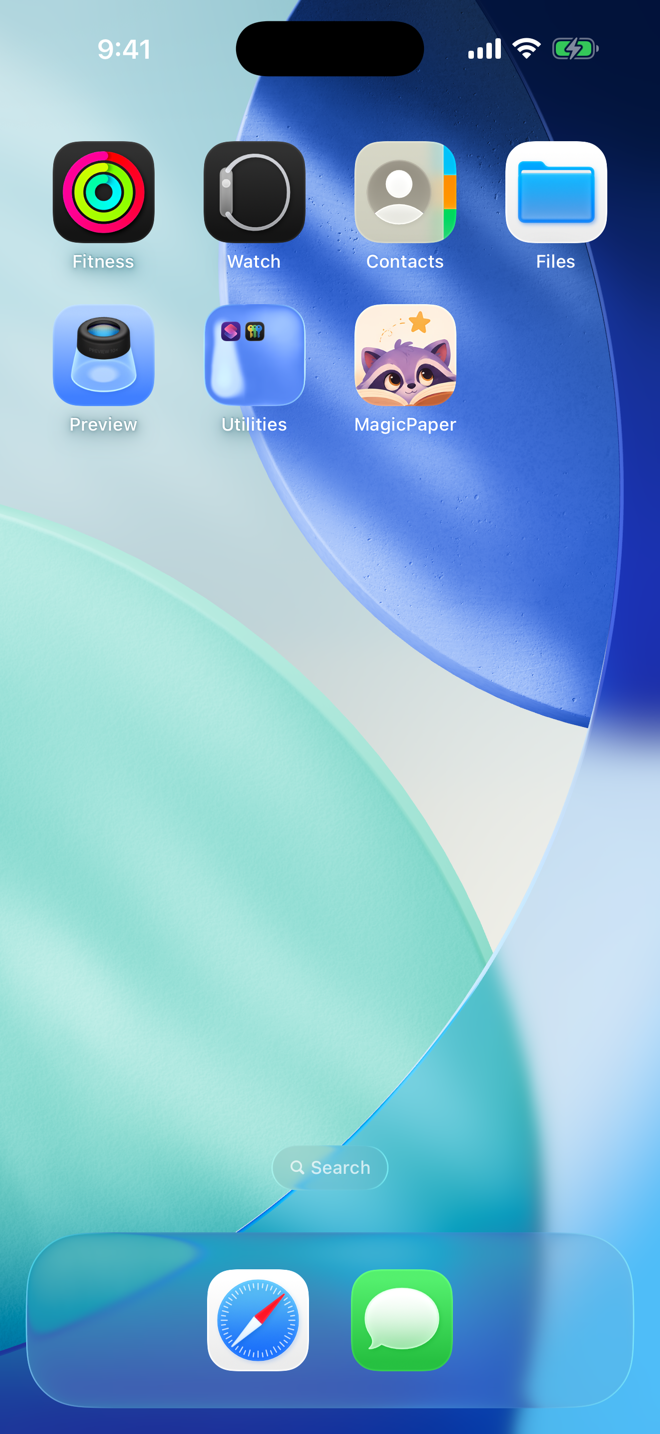 9:41
Fitness
Watch
Contacts
Files
Preview
Utilities
MagicPaper
Search